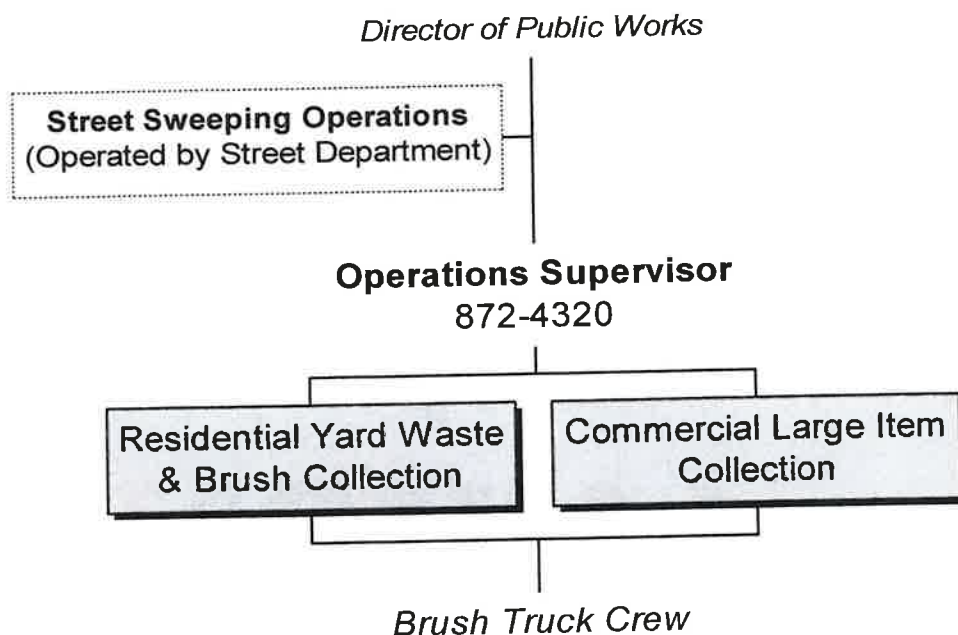 Director of Public Works
Street Sweeping Operations
(Operated by Street Department)
Operations Supervisor
872-4320
Residential Yard Waste
& Brush Collection
Commercial Large Item
Collection
Brush Truck Crew